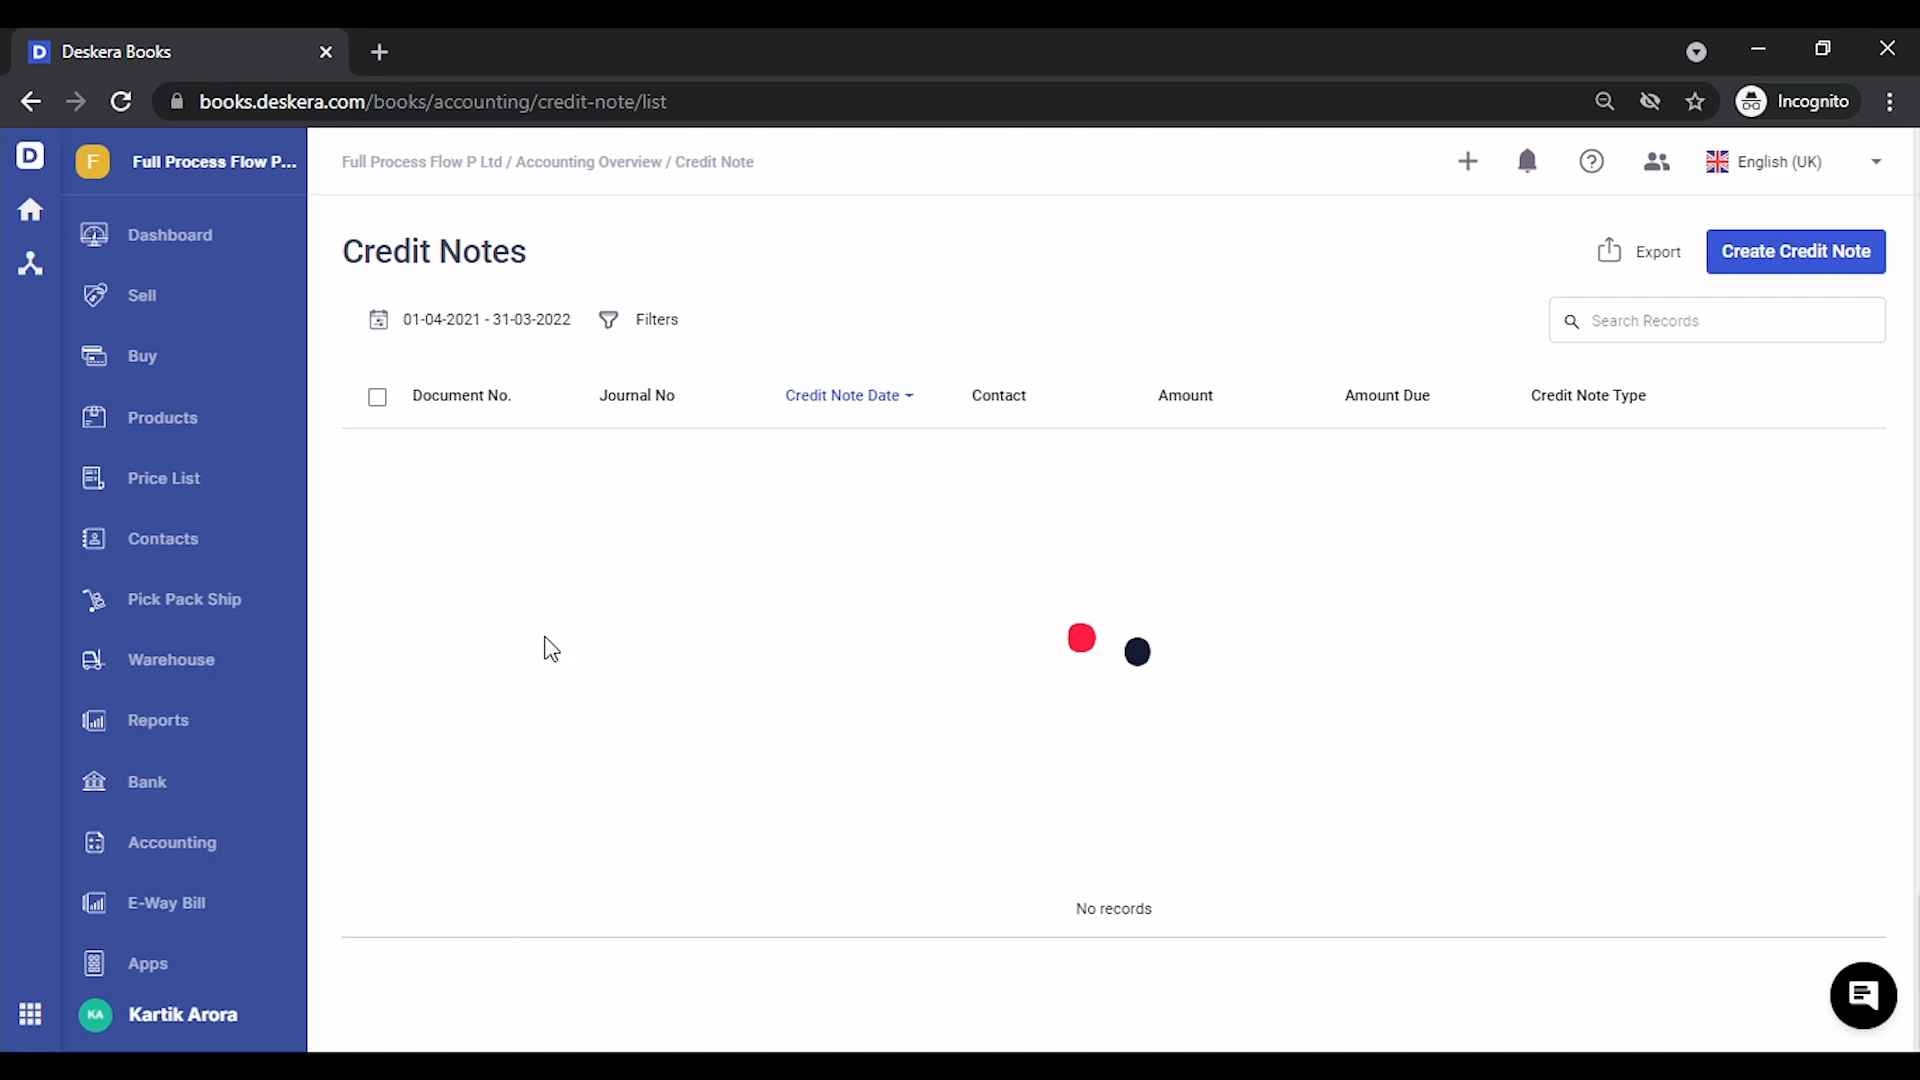 Deskera Books
books.deskera.com/books/accounting/credit-note/list
Incognito
D
F
Full Process Flow P...
Full Process Flow P Ltd / Accounting Overview / Credit Note
English (UK)
Dashboard
Sell
Buy
Products
Price List
Contacts
Pick Pack Ship
Warehouse
Reports
Bank
Accounting
E-Way Bill
Apps
KA
Kartik Arora
Credit Notes
Export
Create Credit Note
01-04-2021 - 31-03-2022
Filters
Search Records
Document No.
Journal No
Credit Note Date
Contact
Amount
Amount Due
Credit Note Type
No records